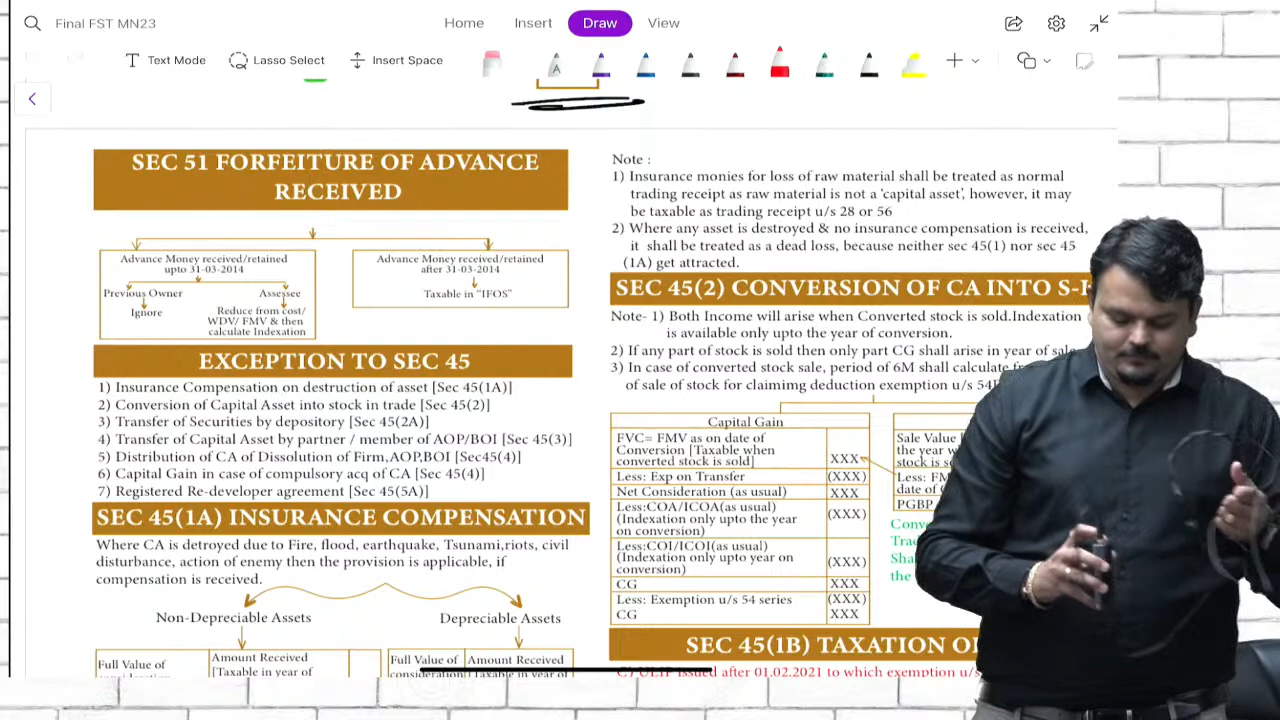 Final FST MN23
Home
Insert
Draw
View
Text Mode
Lasso Select
Insert Space
A
SEC 51 FORFEITURE OF ADVANCE
RECEIVED
Advance Money received/retained
upto 31-03-2014
Previous Owner
Assessee
Ignore
Reduce from cost/
WDV/ FMV & then
calculate Indexation
Advance Money received/retained
after 31-03-2014
Taxable in "IFOS"
EXCEPTION TO SEC 45
1) Insurance Compensation on destruction of asset [Sec 45(1A)]
2) Conversion of Capital Asset into stock in trade [Sec 45(2)]
3) Transfer of Securities by depository [Sec 45(2A)]
4) Transfer of Capital Asset by partner / member of AOP/BOI [Sec 45(3)]
5) Distribution of CA of Dissolution of Firm,AOP,BOI [Sec45(4)]
6) Capital Gain in case of compulsory acq of CA [Sec45(4)]
7) Registered Re-developer agreement [Sec 45(5A)]
SEC 45(1A) INSURANCE COMPENSATION
Where CA is detroyed due to Fire, flood, earthquake, Tsunami,riots, civil
disturbance, action of enemy then the provision is applicable, if
compensation is received.
Non-Depreciable Assets
Depreciable Assets
Full Value of
consideration
Amount Received
[Taxable in year of
Full Value of
consideration
Amount Received
[Taxable in year of
Note :
1) Insurance monies for loss of raw material shall be treated as normal
trading receipt as raw material is not a ‘capital asset’, however, it may
be taxable as trading receipt u/s 28 or 56
2) Where any asset is destroyed & no insurance compensation is received,
it shall be treated as a dead loss, because neither sec 45(1) nor sec 45
(1A) get attracted.
SEC 45(2) CONVERSION OF CA INTO S-I
Note- 1) Both Income will arise when Converted stock is sold.Indexation
is available only upto the year of conversion.
2) If any part of stock is sold then only part CG shall arise in year of sale
3) In case of converted stock sale, period of 6M shall calculate
of sale of stock for claimimg deduction exemption u/s 54
Capital Gain
FVC= FMV as on date of
Conversion [Taxable when
converted stock is sold] XXX
Less: Exp on Transfer (XXX)
Net Consideration (as usual) XXX
Less:COA/ICOA(as usual)
(Indexation only upto the year
on conversion) (XXX)
Less:COI/ICOI(as usual)
(Indexation only upto year on
conversion) (XXX)
CG XXX
Less: Exemption u/s 54 series (XXX)
CG XXX
Sale Value
the year
stock is
Less:
date of
PGBP
Sha
the
SEC 45(1B) TAXATION
C) ULIP issued after 01.02.2021 to which exemption u/s